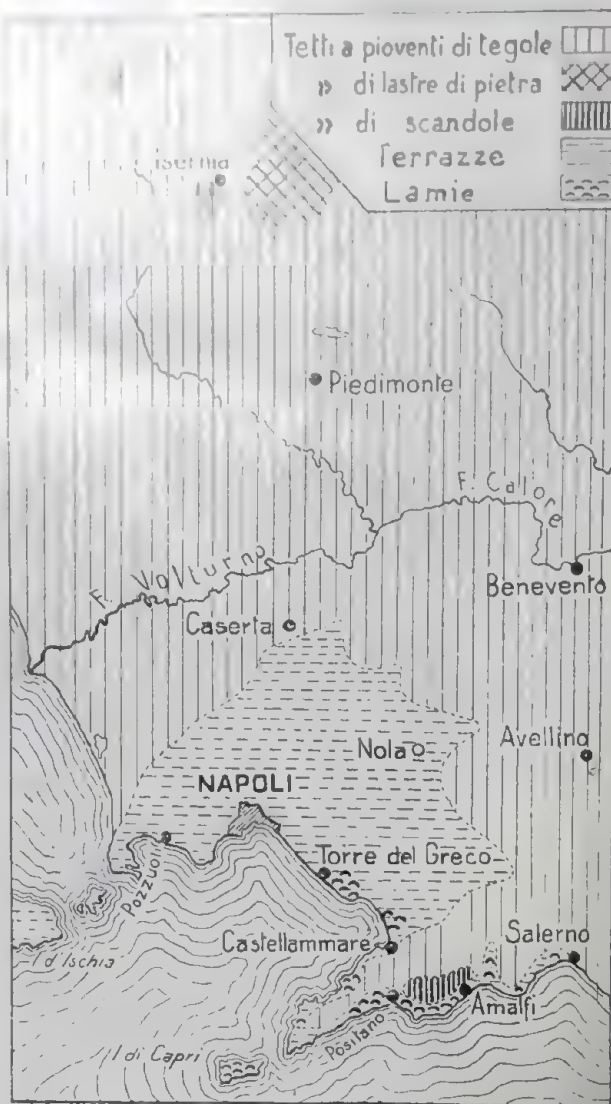 Tetti a pioventi di tegole
» di lastre di pietra
» di scandole
Terrazze
Lamie
Isernia
Piedimonte
F. Calore
F. Volturno
Benevento
Caserta
Nola
Avellino
NAPOLI
Pozzuoli
Torre del Greco
I. d'Ischia
Castellammare
Salerno
Amalfi
Positano
I. di Capri